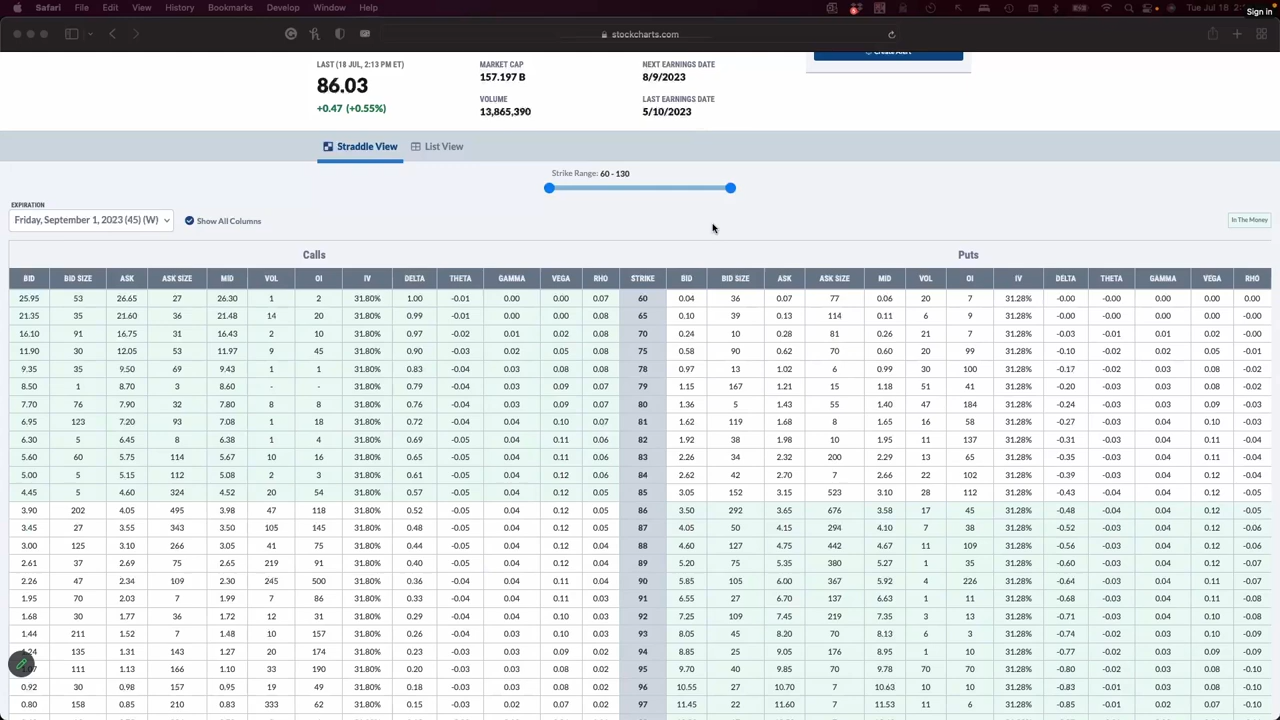 Safari File Edit View History Bookmarks Develop Window Help Tue Jul 18
Sign in
stockcharts.com
LAST (18 JUL, 2:13 PM ET) MARKET CAP NEXT EARNINGS DATE
86.03 157.197 B 8/9/2023
+0.47 (+0.55%) VOLUME LAST EARNINGS DATE
13,865,390 5/10/2023
Create Alert
Straddle View List View
Strike Range: 60 - 130
EXPIRATION
Friday, September 1, 2023 (45) (W) Show All Columns In The Money
Calls Puts
BID BID SIZE ASK ASK SIZE MID VOL OI IV DELTA THETA GAMMA VEGA RHO STRIKE BID BID SIZE ASK ASK SIZE MID VOL OI IV DELTA THETA GAMMA VEGA RHO
25.95 53 26.65 27 26.30 1 2 31.80% 1.00 -0.01 0.00 0.00 0.07 60 0.04 36 0.07 77 0.06 20 7 31.28% -0.00 -0.00 0.00 0.00 0.00
21.35 35 21.60 36 21.48 14 20 31.80% 0.99 -0.01 0.00 0.01 0.08 65 0.10 39 0.13 114 0.11 6 9 31.28% -0.00 -0.00 0.00 0.00 -0.00
16.10 91 16.75 31 16.43 2 10 31.80% 0.97 -0.02 0.01 0.02 0.08 70 0.24 10 0.28 81 0.26 21 7 31.28% -0.03 -0.01 0.01 0.02 -0.00
11.90 30 12.05 53 11.97 9 45 31.80% 0.90 -0.03 0.02 0.05 0.08 75 0.58 90 0.62 70 0.60 20 99 31.28% -0.10 -0.02 0.02 0.05 -0.01
9.35 35 9.50 69 9.43 1 1 31.80% 0.83 -0.04 0.03 0.08 0.08 78 0.97 13 1.02 6 0.99 30 100 31.28% -0.17 -0.02 0.03 0.08 -0.02
8.50 1 8.70 3 8.60 - - 31.80% 0.79 -0.04 0.03 0.09 0.07 79 1.15 167 1.21 15 1.18 51 41 31.28% -0.20 -0.03 0.03 0.08 -0.02
7.70 76 7.90 32 7.80 8 8 31.80% 0.76 -0.04 0.03 0.09 0.07 80 1.36 5 1.43 55 1.40 47 184 31.28% -0.24 -0.03 0.03 0.09 -0.03
6.95 123 7.20 93 7.08 1 18 31.80% 0.72 -0.04 0.04 0.10 0.07 81 1.62 119 1.68 8 1.65 16 58 31.28% -0.27 -0.03 0.04 0.10 -0.03
6.30 5 6.45 8 6.38 1 4 31.80% 0.69 -0.05 0.04 0.11 0.06 82 1.92 38 1.98 10 1.95 11 137 31.28% -0.31 -0.03 0.04 0.11 -0.04
5.60 60 5.75 114 5.67 10 16 31.80% 0.65 -0.05 0.04 0.11 0.06 83 2.26 34 2.32 200 2.29 13 65 31.28% -0.35 -0.03 0.04 0.11 -0.04
5.00 5 5.15 112 5.08 2 3 31.80% 0.61 -0.05 0.04 0.12 0.06 84 2.62 42 2.70 7 2.66 22 102 31.28% -0.39 -0.03 0.04 0.12 -0.04
4.45 5 4.60 324 4.52 20 54 31.80% 0.57 -0.05 0.04 0.12 0.05 85 3.05 152 3.15 523 3.10 28 112 31.28% -0.43 -0.04 0.04 0.12 -0.05
3.90 202 4.05 495 3.98 47 118 31.80% 0.52 -0.05 0.04 0.12 0.05 86 3.50 292 3.65 676 3.58 17 45 31.28% -0.48 -0.04 0.04 0.12 -0.05
3.45 27 3.55 343 3.50 105 145 31.80% 0.48 -0.05 0.04 0.12 0.05 87 4.05 50 4.15 294 4.10 7 38 31.28% -0.52 -0.03 0.04 0.12 -0.06
3.00 125 3.10 266 3.05 41 75 31.80% 0.44 -0.05 0.04 0.12 0.04 88 4.60 127 4.75 442 4.67 11 109 31.28% -0.56 -0.03 0.04 0.12 -0.06
2.61 37 2.69 75 2.65 219 91 31.80% 0.40 -0.05 0.04 0.12 0.04 89 5.20 75 5.35 380 5.27 1 35 31.28% -0.60 -0.03 0.04 0.12 -0.07
2.26 47 2.34 109 2.30 245 500 31.80% 0.36 -0.04 0.04 0.11 0.04 90 5.85 105 6.00 367 5.92 4 226 31.28% -0.64 -0.03 0.04 0.11 -0.07
1.95 70 2.03 7 1.99 7 86 31.80% 0.33 -0.04 0.04 0.11 0.03 91 6.55 27 6.70 137 6.63 1 11 31.28% -0.68 -0.03 0.04 0.11 -0.08
1.68 30 1.77 36 1.72 12 31 31.80% 0.29 -0.04 0.04 0.10 0.03 92 7.25 109 7.45 219 7.35 3 13 31.28% -0.71 -0.03 0.04 0.10 -0.08
1.44 211 1.52 7 1.48 10 157 31.80% 0.26 -0.04 0.03 0.10 0.03 93 8.05 45 8.20 70 8.13 6 3 31.28% -0.74 -0.02 0.03 0.10 -0.09
135 1.31 143 1.27 20 174 31.80% 0.23 -0.04 0.03 0.09 0.02 94 8.85 25 9.05 176 8.95 1 10 31.28% -0.77 -0.02 0.03 0.09 -0.09
111 1.13 166 1.10 33 190 31.80% 0.20 -0.04 0.03 0.08 0.02 95 9.70 40 9.85 70 9.78 70 70 31.28% -0.80 -0.02 0.03 0.08 -0.10
0.92 30 0.98 157 0.95 19 49 31.80% 0.18 -0.03 0.03 0.08 0.02 96 10.55 27 10.70 7 10.63 10 10 31.28% -0.83 -0.01 0.03 0.08 -0.10
0.80 158 0.85 210 0.83 333 62 31.80% 0.15 -0.03 0.02 0.07 0.02 97 11.45 22 11.60 7 11.53 11 6 31.28% -0.85 -0.01 0.02 0.07 -0.10